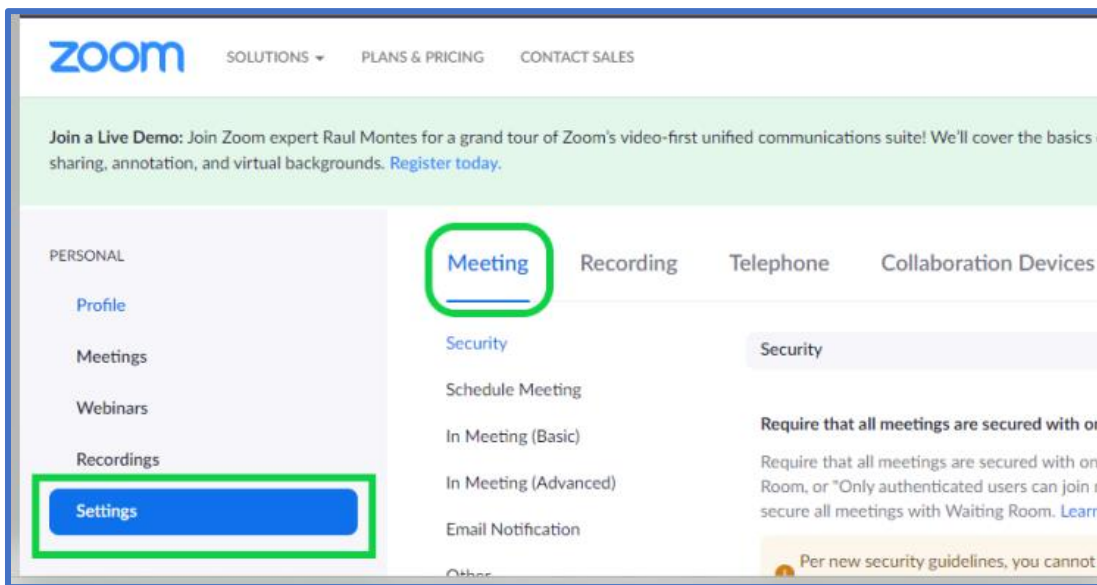 zoom SOLUTIONS PLANS & PRICING CONTACT SALES
Join a Live Demo: Join Zoom expert Raul Montes for a grand tour of Zoom's video-first unified communications suite! We'll cover the basics
sharing, annotation, and virtual backgrounds. Register today.
PERSONAL
Profile
Meetings
Webinars
Recordings
Settings
Meeting Recording Telephone Collaboration Devices
Security
Schedule Meeting
In Meeting (Basic)
In Meeting (Advanced)
Email Notification
Other
Security
Require that all meetings are secured with
Require that all meetings are secured with
Room, or "Only authenticated users can join
secure all meetings with Waiting Room.
Per new security guidelines, you cannot